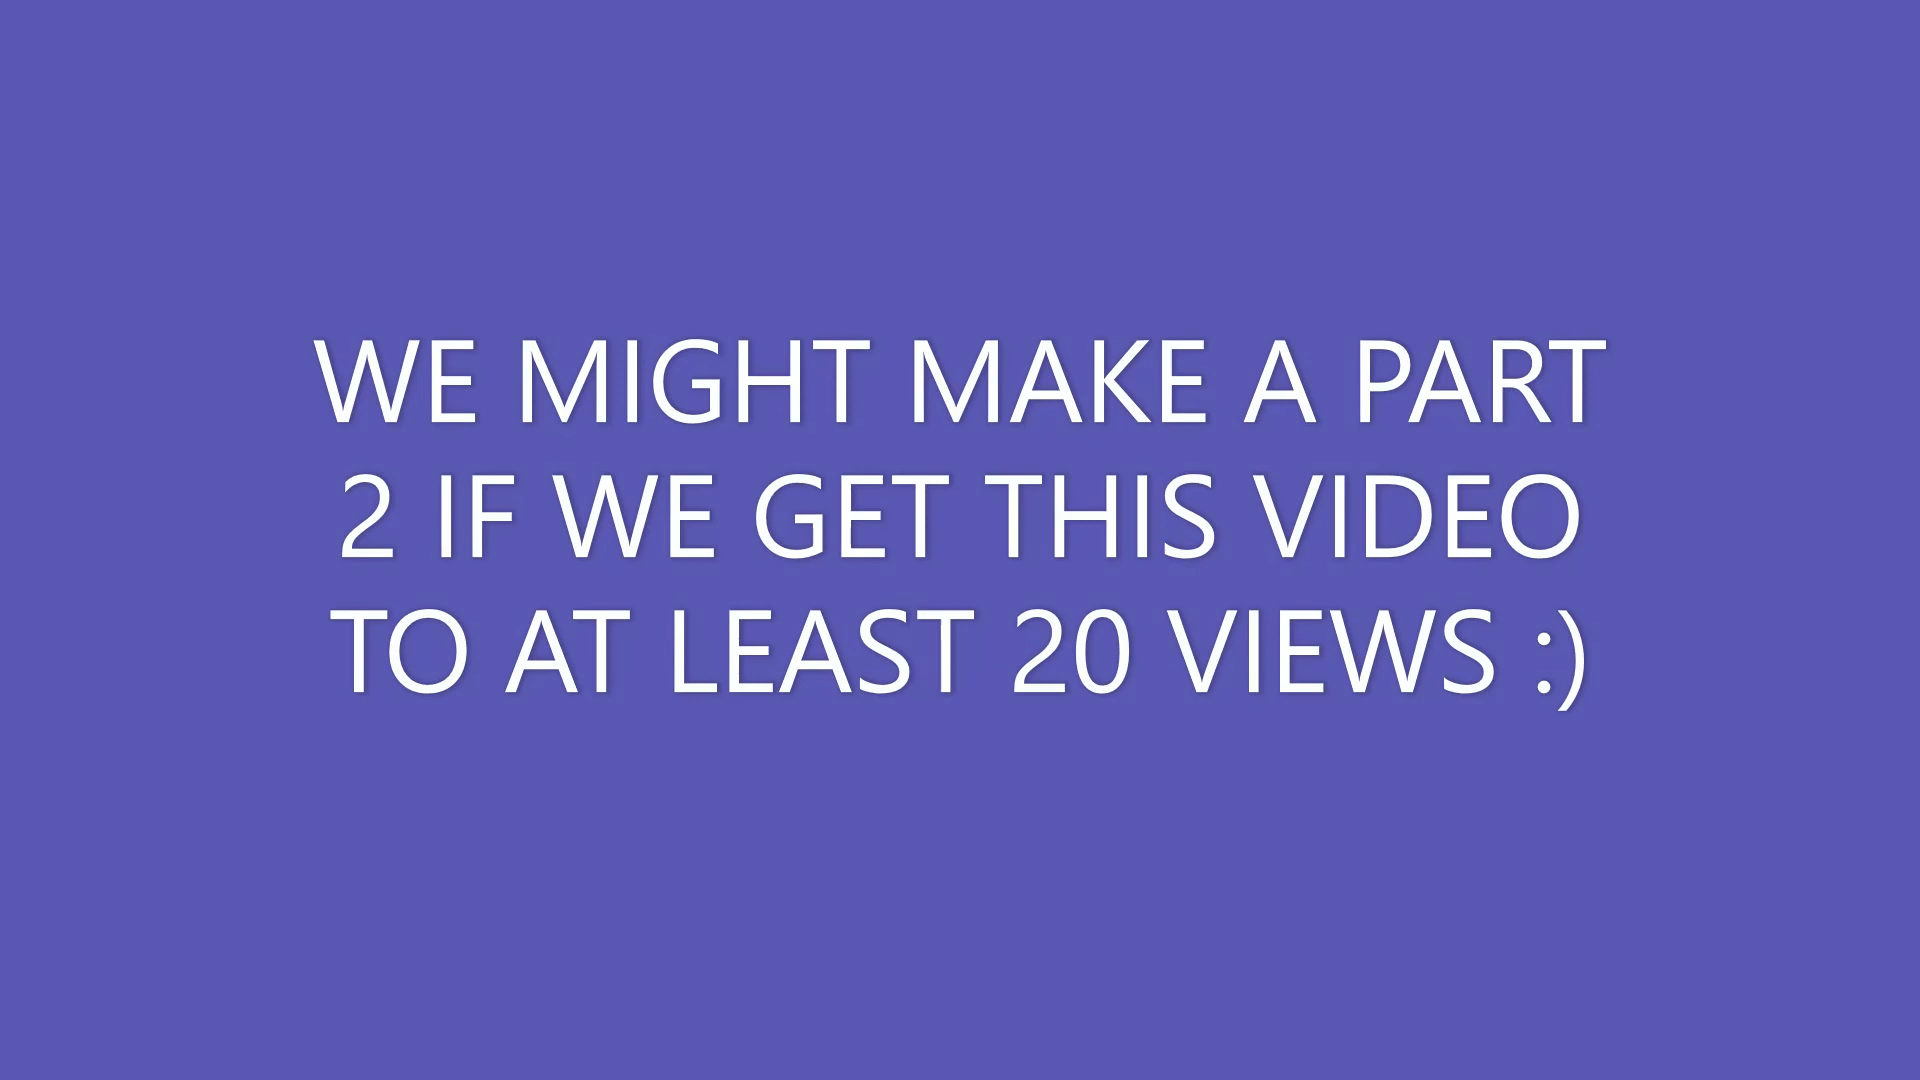 WE MIGHT MAKE A PART
2 IF WE GET THIS VIDEO
TO AT LEAST 20 VIEWS :)